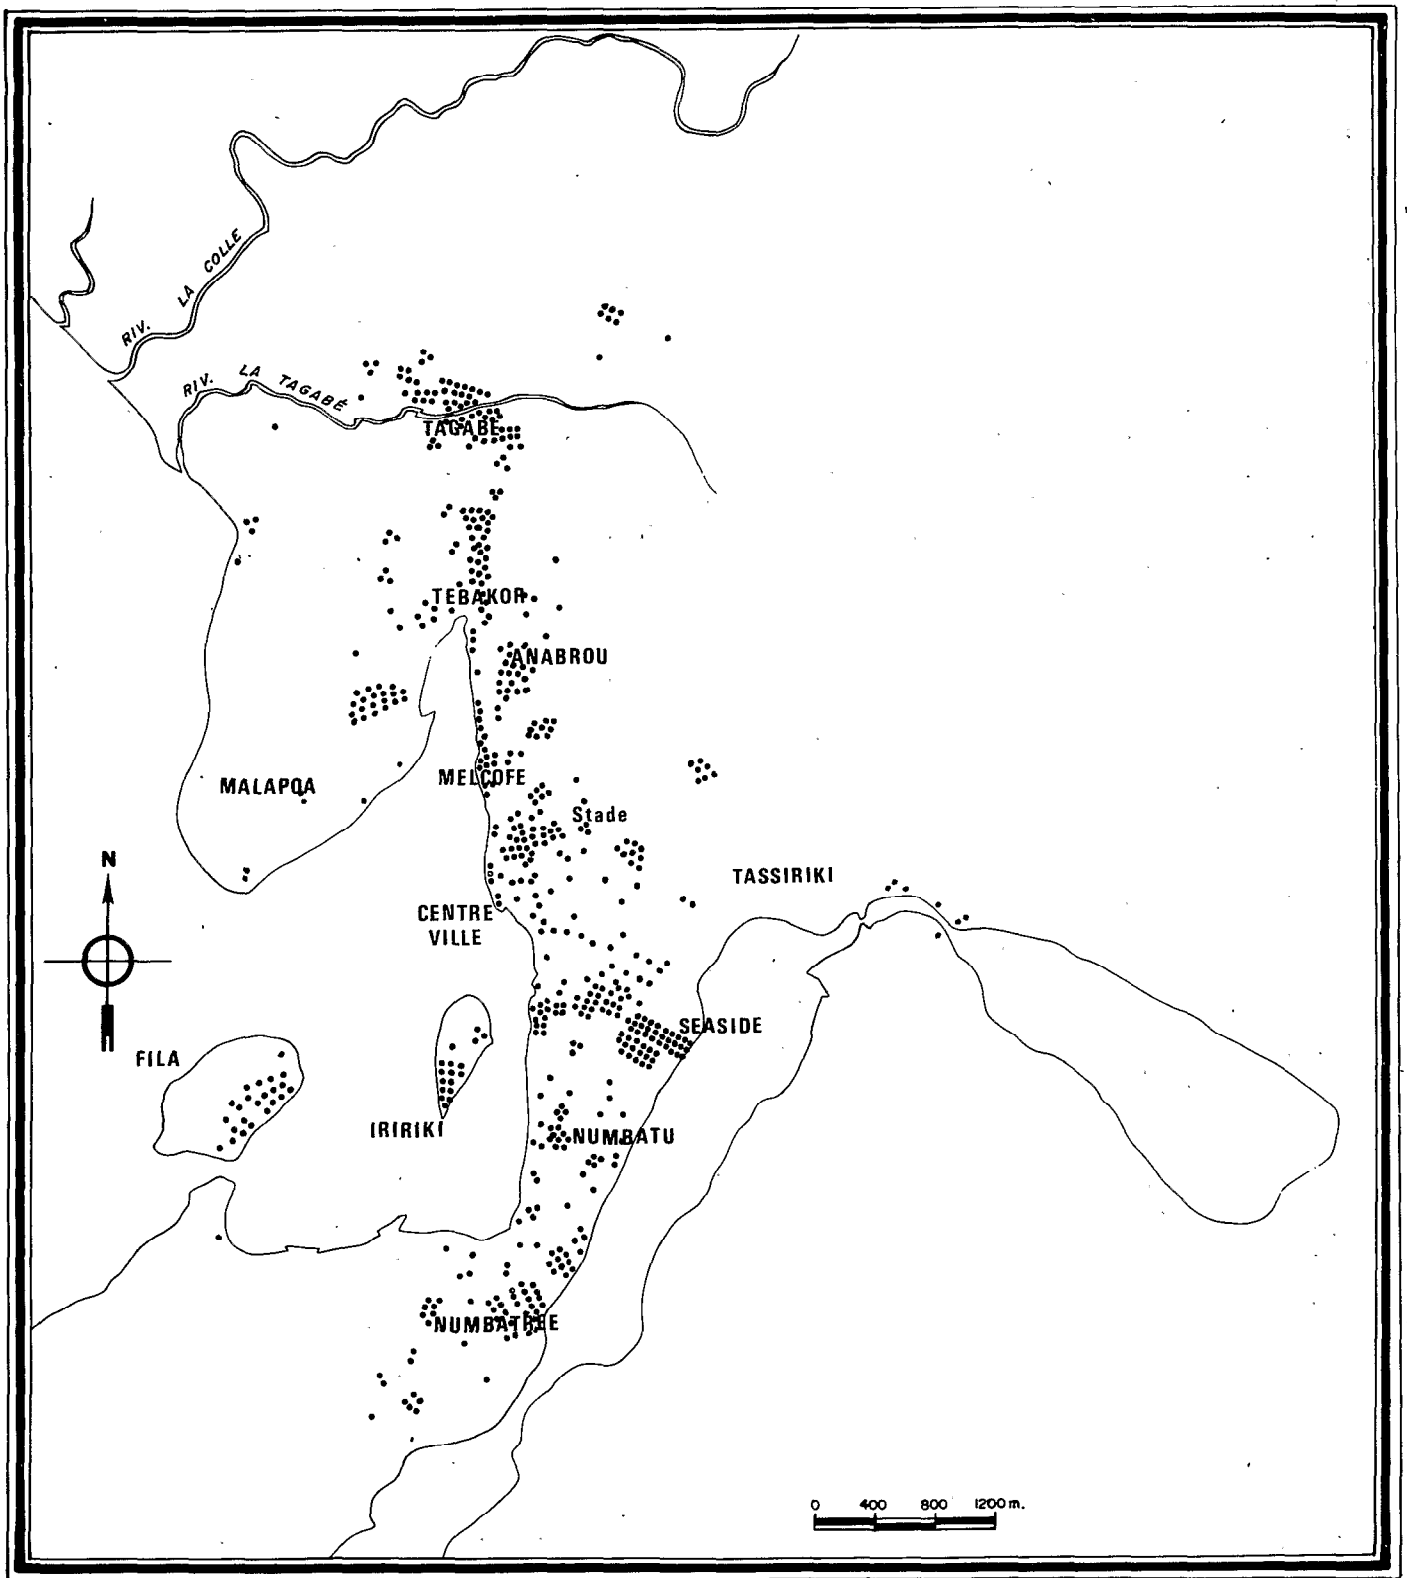 RIV. LA COLLE
RIV. LA TAGABÉ
TAGABE
TEBAKOR
ANABROU
MELCOFE
MALAPOA
Stade
TASSIRIKI
N
CENTRE
VILLE
SEASIDE
FILA
IRIRIKI
NUMBATU
NUMBATREE
0 400 800 1200 m.